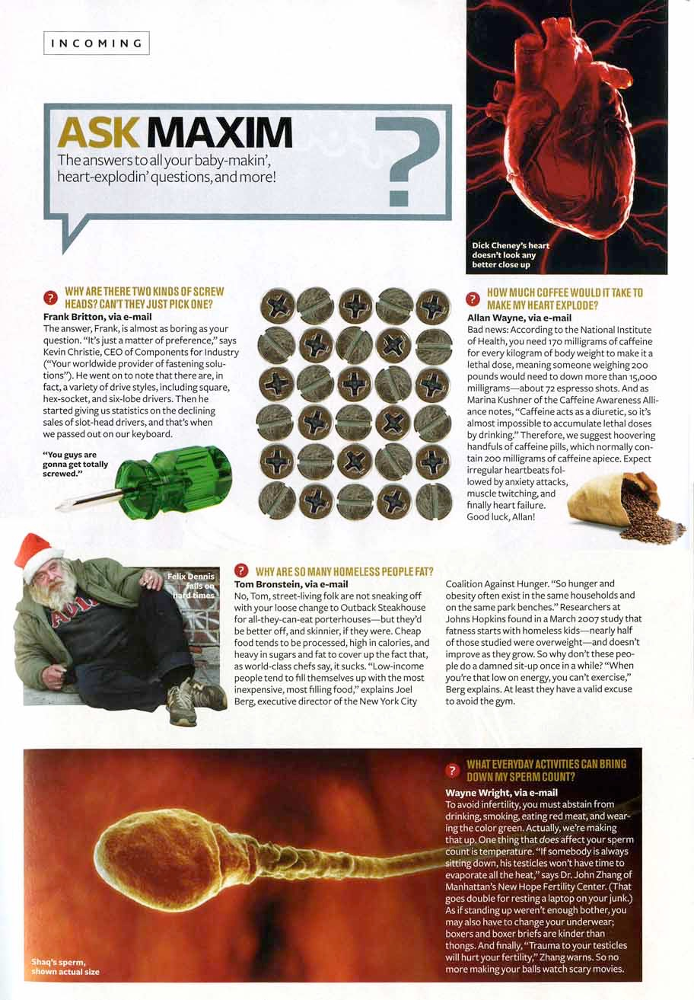 INCOMING
ASK MAXIM
The answers to all your baby-makin',
heart-explodin' questions, and more!
?
Dick Cheney's heart
doesn't look any
better close up
? WHY ARE THERE TWO KINDS OF SCREW
HEADS? CAN'T THEY JUST PICK ONE?
Frank Britton, via e-mail
The answer, Frank, is almost as boring as your
question. “It's just a matter of preference,” says
Kevin Christie, CEO of Components for Industry
(“Your worldwide provider of fastening solu-
tions”). He went on to note that there are, in
fact, a variety of drive styles, including square,
hex-socket, and six-lobe drivers. Then he
started giving us statistics on the declining
sales of slot-head drivers, and that's when
we passed out on our keyboard.
“You guys are
gonna get totally
screwed.”
? HOW MUCH COFFEE WOULD IT TAKE TO
MAKE MY HEART EXPLODE?
Allan Wayne, via e-mail
Bad news: According to the National Institute
of Health, you need 170 milligrams of caffeine
for every kilogram of body weight to make it a
lethal dose, meaning someone weighing 200
pounds would need to down more than 15,000
milligrams—about 72 espresso shots. And as
Marina Kushner of the Caffeine Awareness Alli-
ance notes, “Caffeine acts as a diuretic, so it's
almost impossible to accumulate lethal doses
by drinking.” Therefore, we suggest hoovering
handfuls of caffeine pills, which normally con-
tain 200 milligrams of caffeine apiece. Expect
irregular heartbeats fol-
lowed by anxiety attacks,
muscle twitching, and
finally heart failure.
Good luck, Allan!
Felix Dennis
falls on
hard times
? WHY ARE SO MANY HOMELESS PEOPLE FAT?
Tom Bronstein, via e-mail
No, Tom, street-living folk are not sneaking off
with your loose change to Outback Steakhouse
for all-they-can-eat porterhouses—but they'd
be better off, and skinnier, if they were. Cheap
food tends to be processed, high in calories, and
heavy in sugars and fat to cover up the fact that,
as world-class chefs say, it sucks. “Low-income
people tend to fill themselves up with the most
inexpensive, most filling food,” explains Joel
Berg, executive director of the New York City
Coalition Against Hunger. “So hunger and
obesity often exist in the same households and
on the same park benches.” Researchers at
Johns Hopkins found in a March 2007 study that
fatness starts with homeless kids—nearly half
of those studied were overweight—and doesn't
improve as they grow. So why don't these peo-
ple do a damned sit-up once in a while? “When
you're that low on energy, you can't exercise,”
Berg explains. At least they have a valid excuse
to avoid the gym.
? WHAT EVERYDAY ACTIVITIES CAN BRING
DOWN MY SPERM COUNT?
Wayne Wright, via e-mail
To avoid infertility, you must abstain from
drinking, smoking, eating red meat, and wear-
ing the color green. Actually, we're making
that up. One thing that does affect your sperm
count is temperature. “If somebody is always
sitting down, his testicles won't have time to
evaporate all the heat,” says Dr. John Zhang of
Manhattan's New Hope Fertility Center. (That
goes double for resting a laptop on your junk.)
As if standing up weren't enough bother, you
may also have to change your underwear;
boxers and boxer briefs are kinder than
thongs. And finally, “Trauma to your testicles
will hurt your fertility,” Zhang warns. So no
more making your balls watch scary movies.
Shaq's sperm,
shown actual size